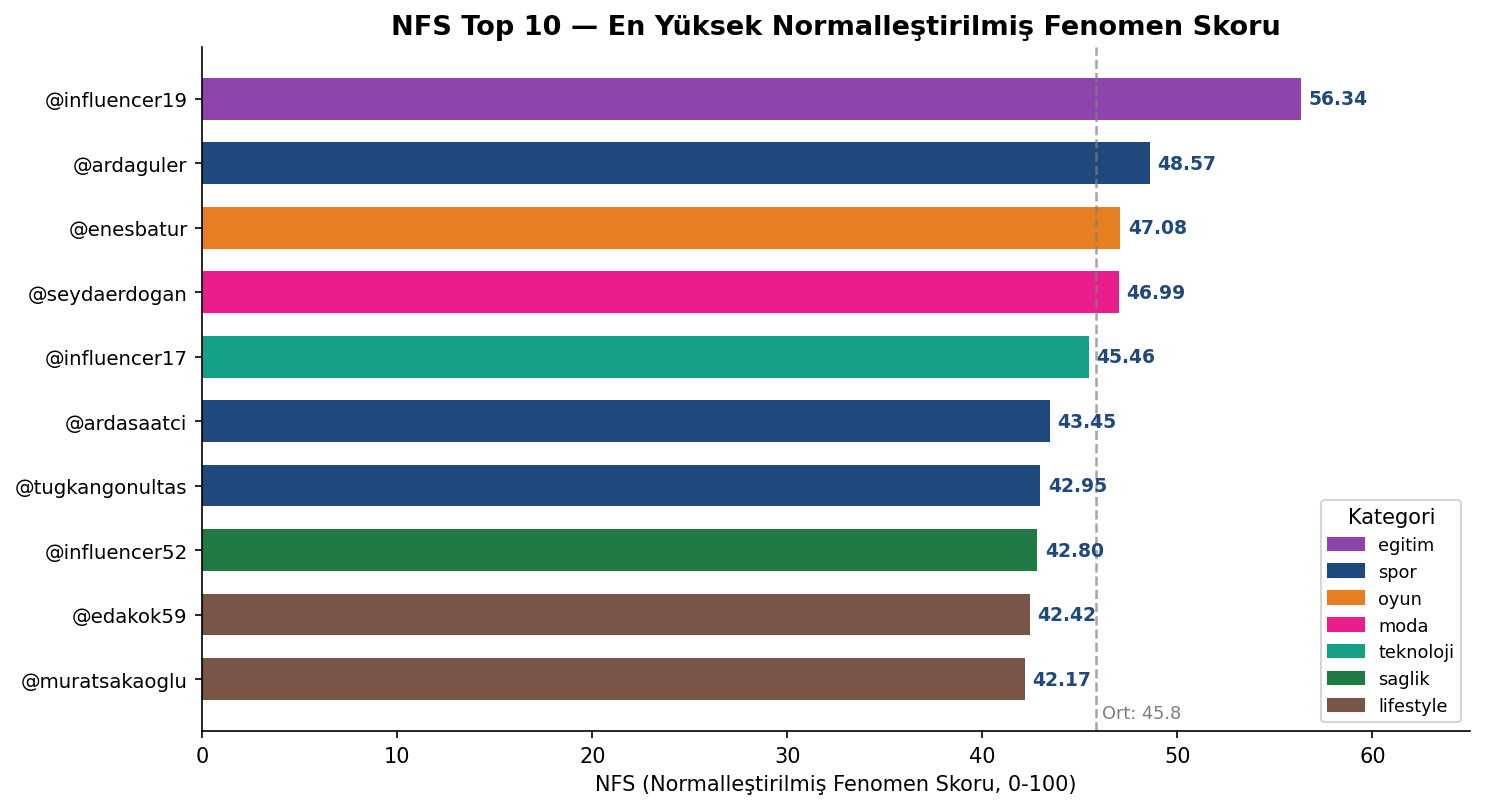 NFS Top 10 — En Yüksek Normalleştirilmiş Fenomen Skoru
@influencer19 56.34
@ardaguler 48.57
@enesbatur 47.08
@seydaerdogan 46.99
@influencer17 45.46
@ardasaatci 43.45
@tugkangonultas 42.95
@influencer52 42.80
@edakok59 42.42
@muratsakaoglu 42.17
Ort: 45.8
Kategori
egitim
spor
oyun
moda
teknoloji
saglik
lifestyle
0 10 20 30 40 50 60
NFS (Normalleştirilmiş Fenomen Skoru, 0-100)